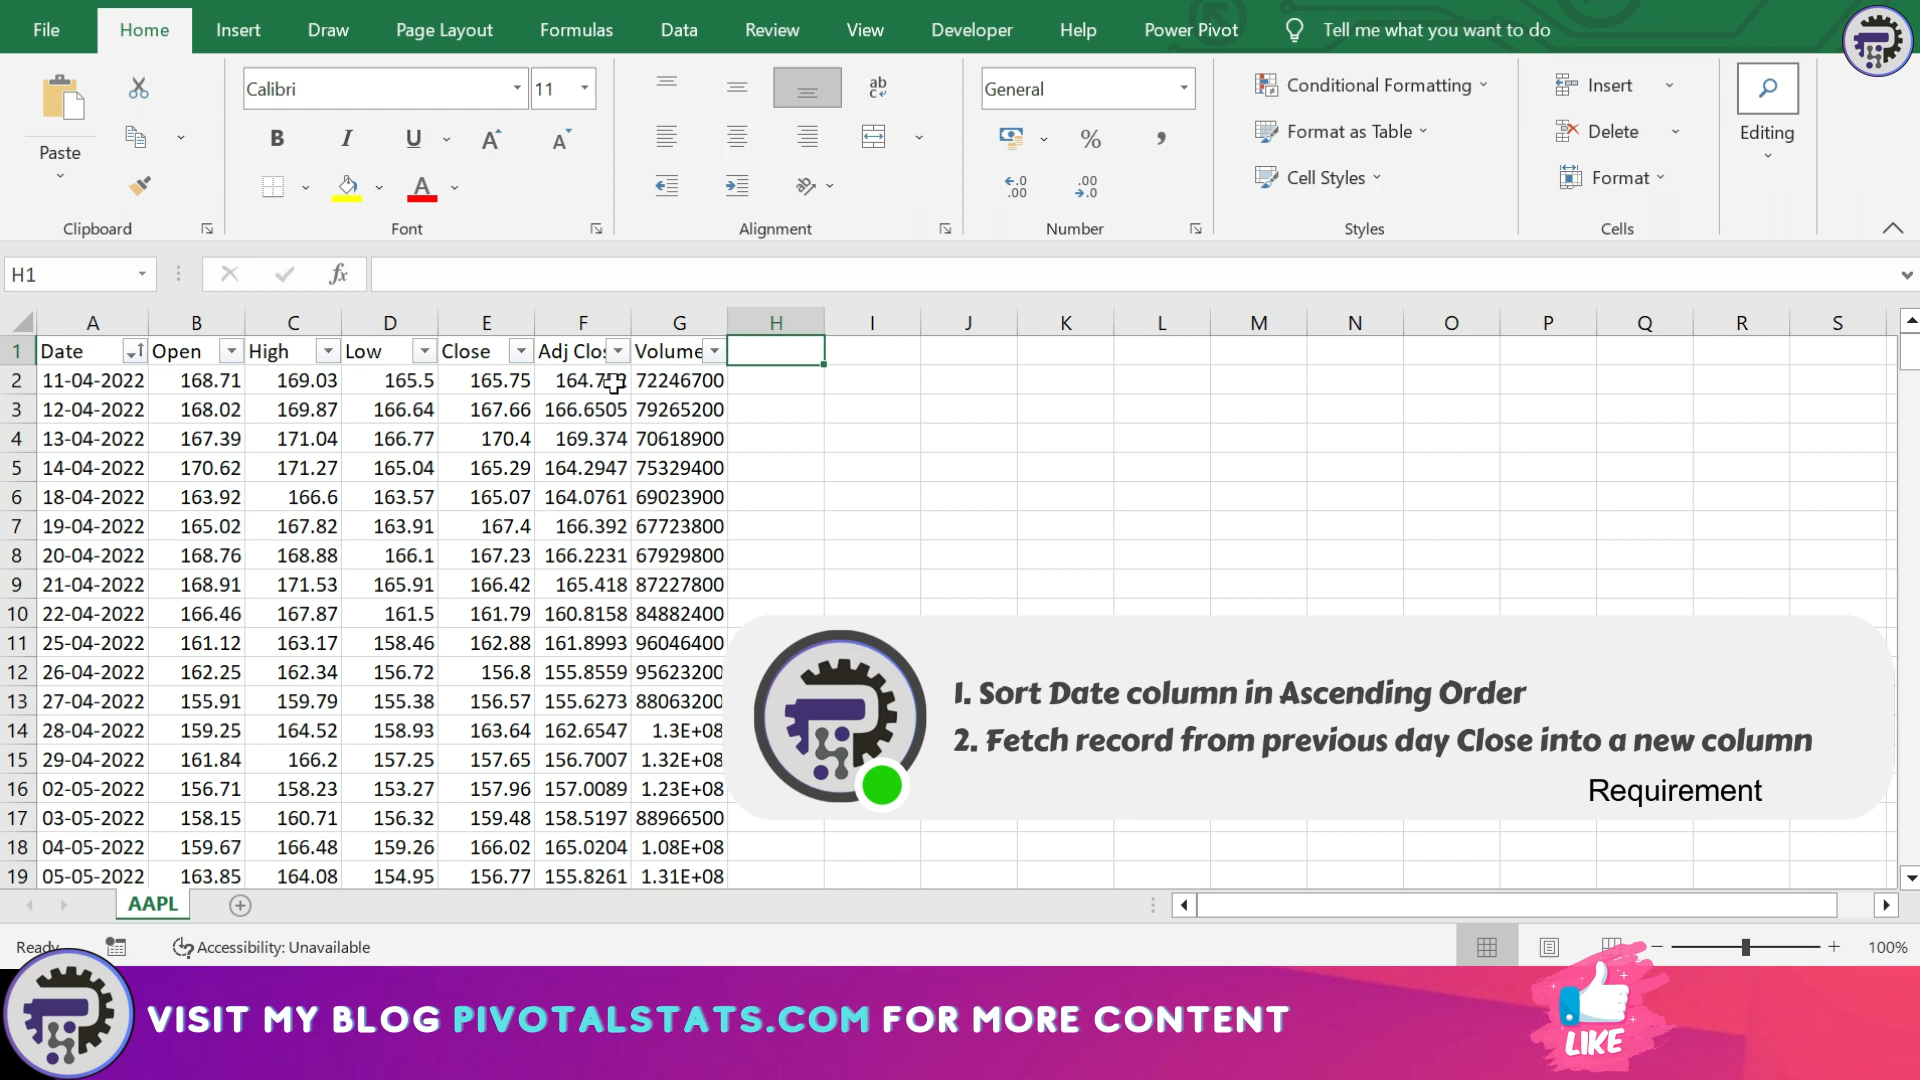 File Home Insert Draw Page Layout Formulas Data Review View Developer Help Power Pivot Tell me what you want to do
Paste
Calibri 11
B I U A A
A
ab
c
General
% ,
.0 .00
.00 .0
Conditional Formatting
Format as Table
Cell Styles
Insert
Delete
Format
Editing
Clipboard Font Alignment Number Styles Cells
H1 fx
A B C D E F G H I J K L M N O P Q R S
1 Date Open High Low Close Adj Clos Volume
2 11-04-2022 168.71 169.03 165.5 165.75 72246700
3 12-04-2022 168.02 169.87 166.64 167.66 166.6505 79265200
4 13-04-2022 167.39 171.04 166.77 170.4 169.374 70618900
5 14-04-2022 170.62 171.27 165.04 165.29 164.2947 75329400
6 18-04-2022 163.92 166.6 163.57 165.07 164.0761 69023900
7 19-04-2022 165.02 167.82 163.91 167.4 166.392 67723800
8 20-04-2022 168.76 168.88 166.1 167.23 166.2231 67929800
9 21-04-2022 168.91 171.53 165.91 166.42 165.418 87227800
10 22-04-2022 166.46 167.87 161.5 161.79 160.8158 84882400
11 25-04-2022 161.12 163.17 158.46 162.88 161.8993 96046400
12 26-04-2022 162.25 162.34 156.72 156.8 155.8559 95623200
13 27-04-2022 155.91 159.79 155.38 156.57 155.6273 88063200
14 28-04-2022 159.25 164.52 158.93 163.64 162.6547 1.3E+08
15 29-04-2022 161.84 166.2 157.25 157.65 156.7007 1.32E+08
16 02-05-2022 156.71 158.23 153.27 157.96 157.0089 1.23E+08
17 03-05-2022 158.15 160.71 156.32 159.48 158.5197 88966500
18 04-05-2022 159.67 166.48 159.26 166.02 165.0204 1.08E+08
19 05-05-2022 163.85 164.08 154.95 156.77 155.8261 1.31E+08
1. Sort Date column in Ascending Order
2. Fetch record from previous day Close into a new column
Requirement
AAPL
Ready Accessibility: Unavailable 100%
VISIT MY BLOG PIVOTALSTATS.COM FOR MORE CONTENT
LIKE